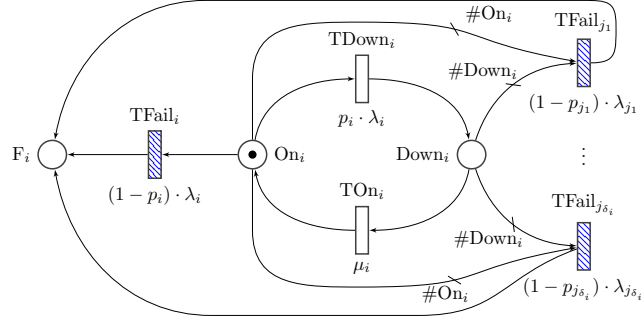 #On_i
TFail_{j_1}
TDown_i
#Down_i
p_i · λ_i
(1 − p_{j_1}) · λ_{j_1}
TFail_i
F_i
On_i
Down_i
⋮
(1 − p_i) · λ_i
TOn_i
TFail_{j_{δ_i}}
#Down_i
μ_i
#On_i
(1 − p_{j_{δ_i}}) · λ_{j_{δ_i}}